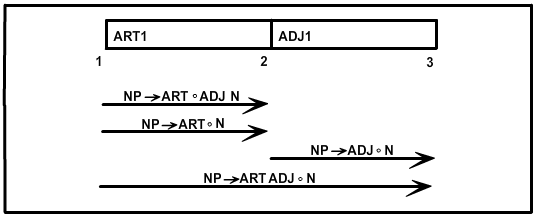 ART1 ADJ1
1 2 3
NP→ART∘ADJ N
NP→ART∘N
NP→ADJ∘N
NP→ART ADJ∘N